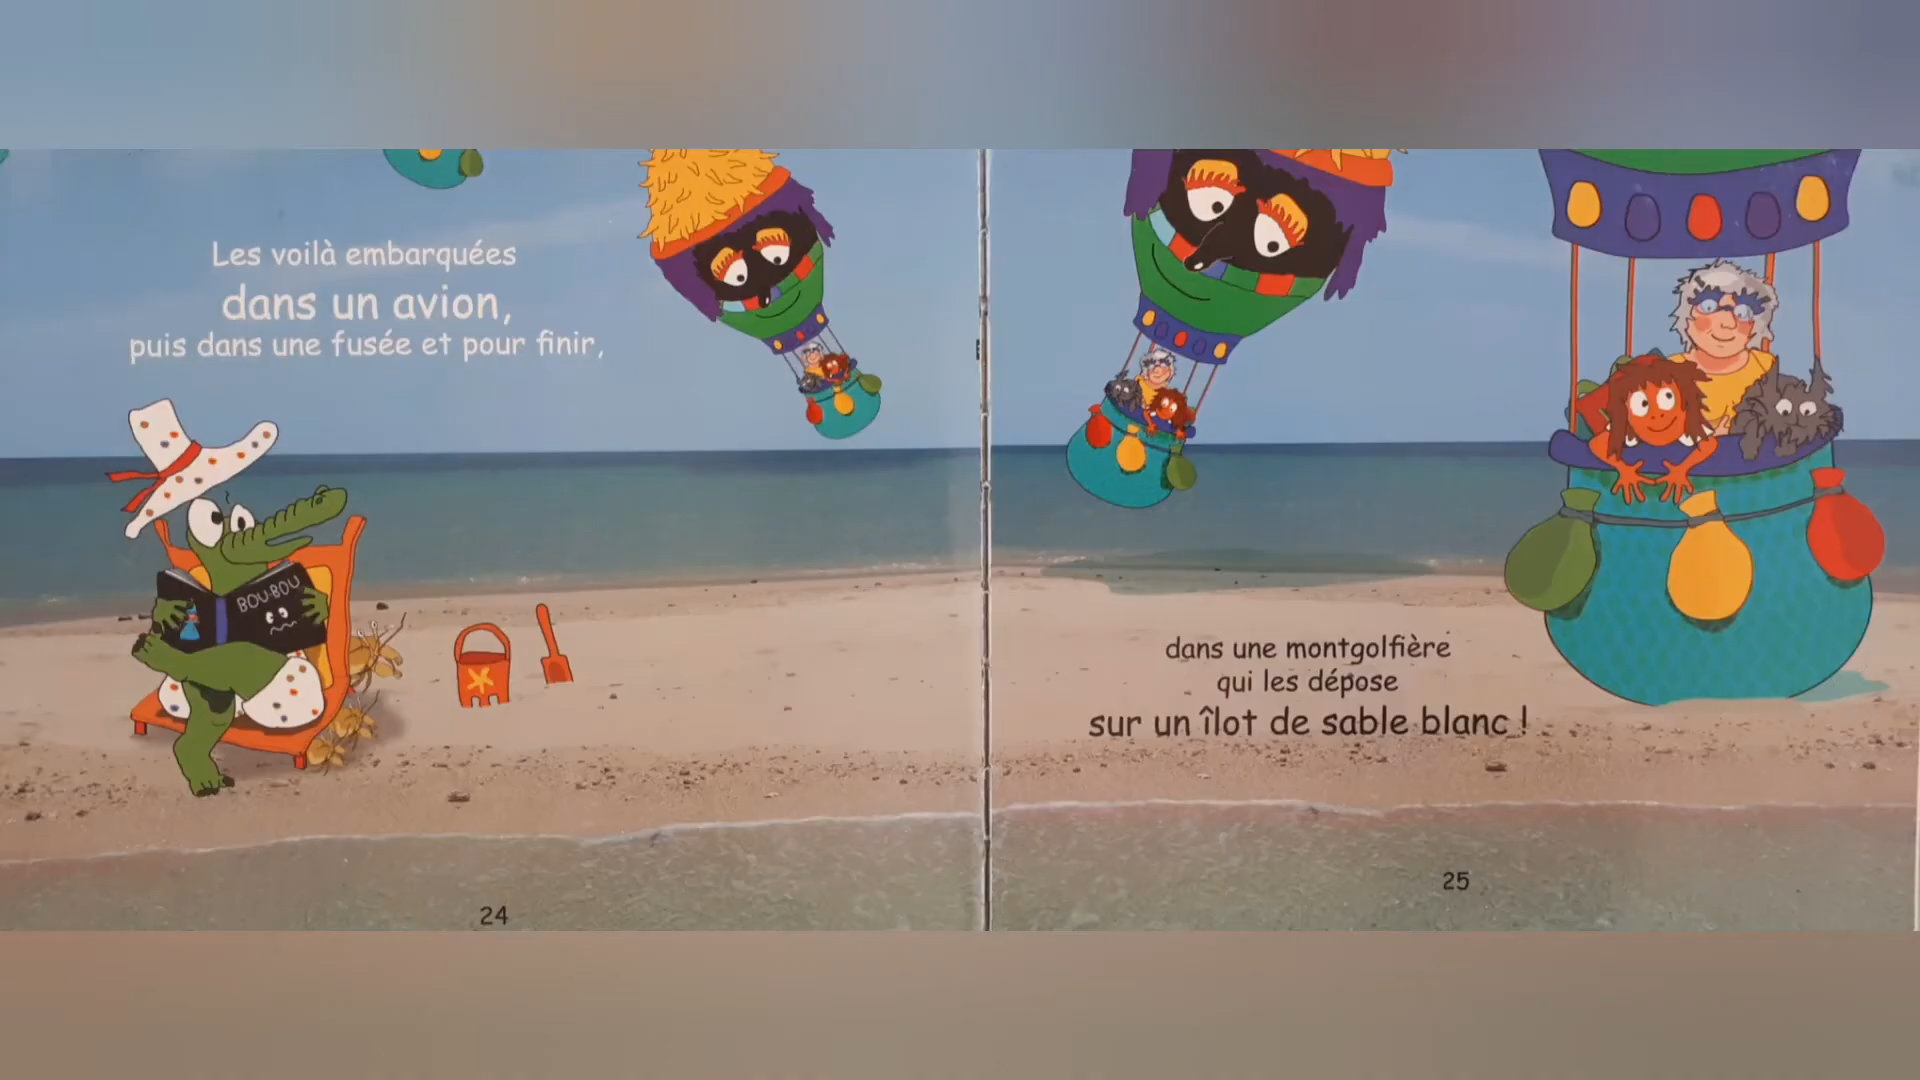 Les voilà embarquées
dans un avion,
puis dans une fusée et pour finir,
BOU-BOU
24
dans une montgolfière
qui les dépose
sur un îlot de sable blanc !
25